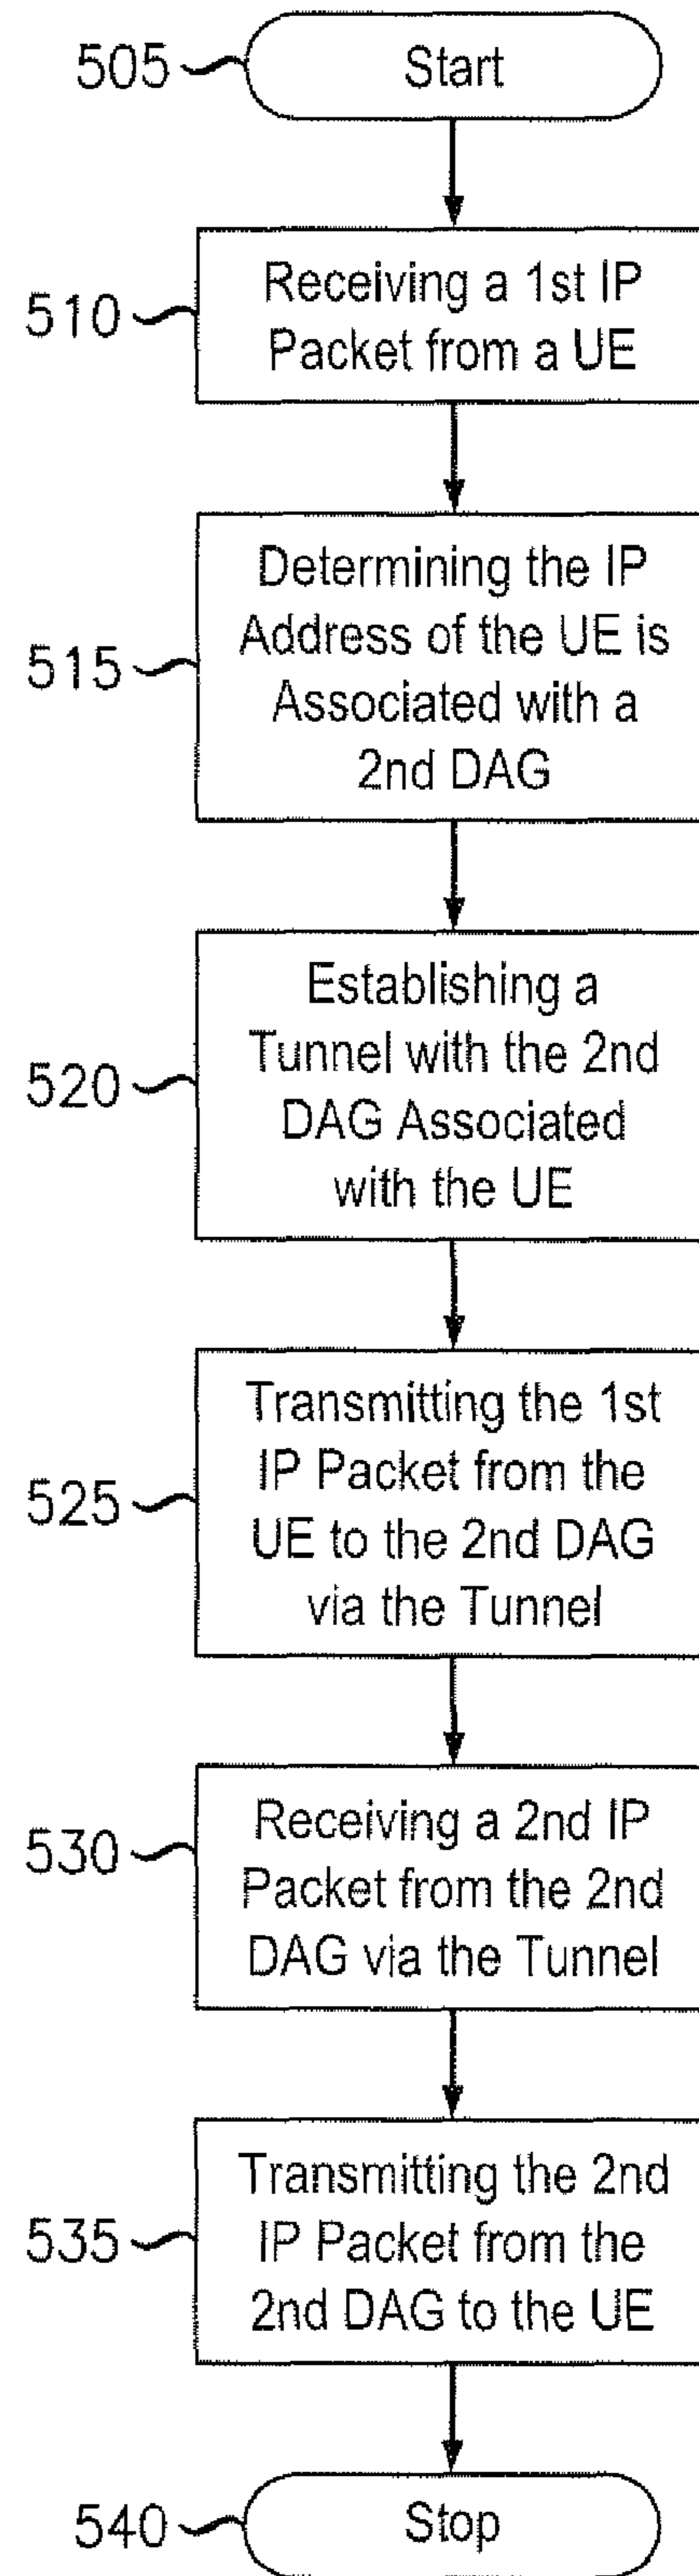 505
Start
510
Receiving a 1st IP
Packet from a UE
515
Determining the IP
Address of the UE is
Associated with a
2nd DAG
520
Establishing a
Tunnel with the 2nd
DAG Associated
with the UE
525
Transmitting the 1st
IP Packet from the
UE to the 2nd DAG
via the Tunnel
530
Receiving a 2nd IP
Packet from the 2nd
DAG via the Tunnel
535
Transmitting the 2nd
IP Packet from the
2nd DAG to the UE
540
Stop